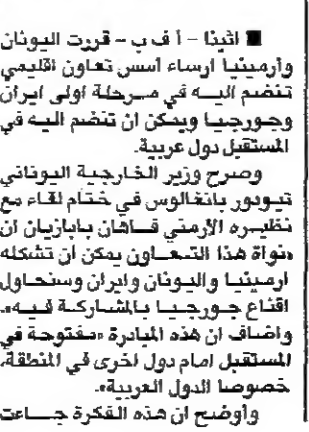 ■ اثينا - أ ف ب - قررت اليونان
وأرمينيا ارساء اسس تعاون اقليمي
تنضم اليه في مرحلة اولى ايران
وجورجيا ويمكن ان تنضم اليه في
المستقبل دول عربية.
وصرح وزير الخارجية اليوناني
تيودور بانغالوس في ختام لقاء مع
نظيره الأرمني فاهان بابازيان ان
«نواة هذا التعاون يمكن ان تشكله
ارمينيا واليونان وايران وسنحاول
اقناع جورجيا بالمشاركة فيه».
واضاف ان هذه المبادرة «مفتوحة في
المستقبل امام دول اخرى في المنطقة،
خصوصا الدول العربية».
وأوضح ان هذه الفكرة جاءت